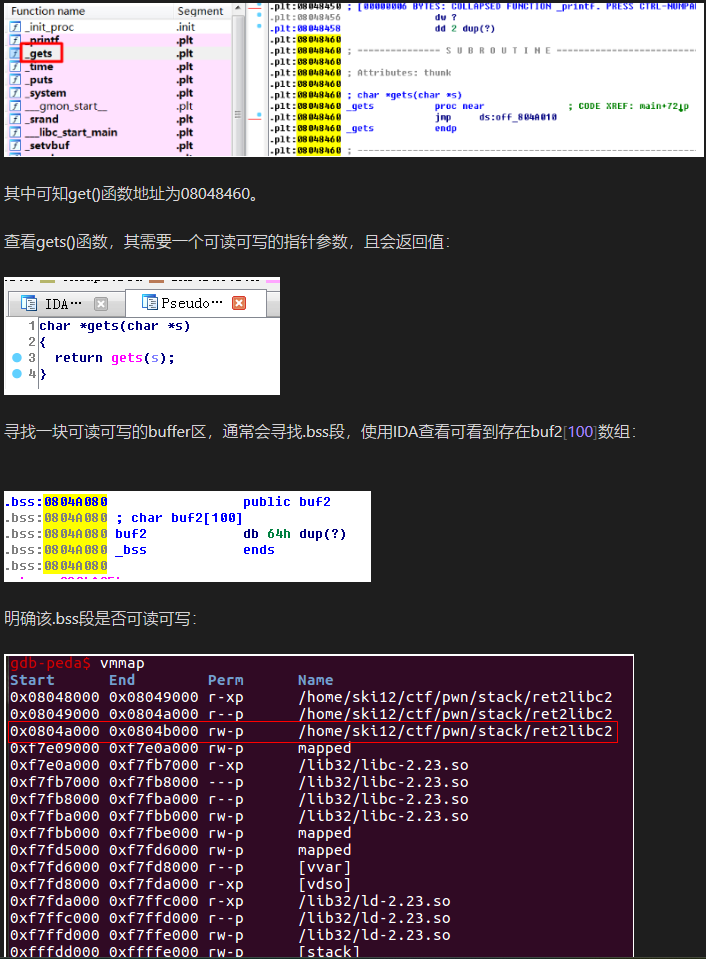 Function name Segment
_init_proc .init
_printf .plt
_gets .plt
_time .plt
_puts .plt
_system .plt
___gmon_start__ .plt
_srand .plt
___libc_start_main .plt
_setvbuf .plt
.plt:08048450 ; [00000006 BYTES: COLLAPSED FUNCTION _printf. PRESS CTRL-NUMPA
.plt:08048456 dw ?
.plt:08048458 dd 2 dup(?)
.plt:08048460
.plt:08048460 ; --------------- S U B R O U T I N E ---------------------
.plt:08048460
.plt:08048460 ; Attributes: thunk
.plt:08048460
.plt:08048460 ; char *gets(char *s)
.plt:08048460 _gets proc near ; CODE XREF: main+72↓p
.plt:08048460 jmp ds:off_804A010
.plt:08048460 _gets endp
.plt:08048460
其中可知get()函数地址为08048460。
查看gets()函数，其需要一个可读可写的指针参数，且会返回值：
IDA··· Pseudo···
1 char *gets(char *s)
2 {
3 return gets(s);
4 }
寻找一块可读可写的buffer区，通常会寻找.bss段，使用IDA查看可看到存在buf2[100]数组：
.bss:0804A080 public buf2
.bss:0804A080 ; char buf2[100]
.bss:0804A080 buf2 db 64h dup(?)
.bss:0804A080 _bss ends
.bss:0804A080
明确该.bss段是否可读可写：
gdb-peda$ vmmap
Start End Perm Name
0x08048000 0x08049000 r-xp /home/ski12/ctf/pwn/stack/ret2libc2
0x08049000 0x0804a000 r--p /home/ski12/ctf/pwn/stack/ret2libc2
0x0804a000 0x0804b000 rw-p /home/ski12/ctf/pwn/stack/ret2libc2
0xf7e09000 0xf7e0a000 rw-p mapped
0xf7e0a000 0xf7fb7000 r-xp /lib32/libc-2.23.so
0xf7fb7000 0xf7fb8000 ---p /lib32/libc-2.23.so
0xf7fb8000 0xf7fba000 r--p /lib32/libc-2.23.so
0xf7fba000 0xf7fbb000 rw-p /lib32/libc-2.23.so
0xf7fbb000 0xf7fbe000 rw-p mapped
0xf7fd5000 0xf7fd6000 rw-p mapped
0xf7fd6000 0xf7fd8000 r--p [vvar]
0xf7fd8000 0xf7fda000 r-xp [vdso]
0xf7fda000 0xf7ffc000 r-xp /lib32/ld-2.23.so
0xf7ffc000 0xf7ffd000 r--p /lib32/ld-2.23.so
0xf7ffd000 0xf7ffe000 rw-p /lib32/ld-2.23.so
0xfffdd000 0xffffe000 rw-p [stack]